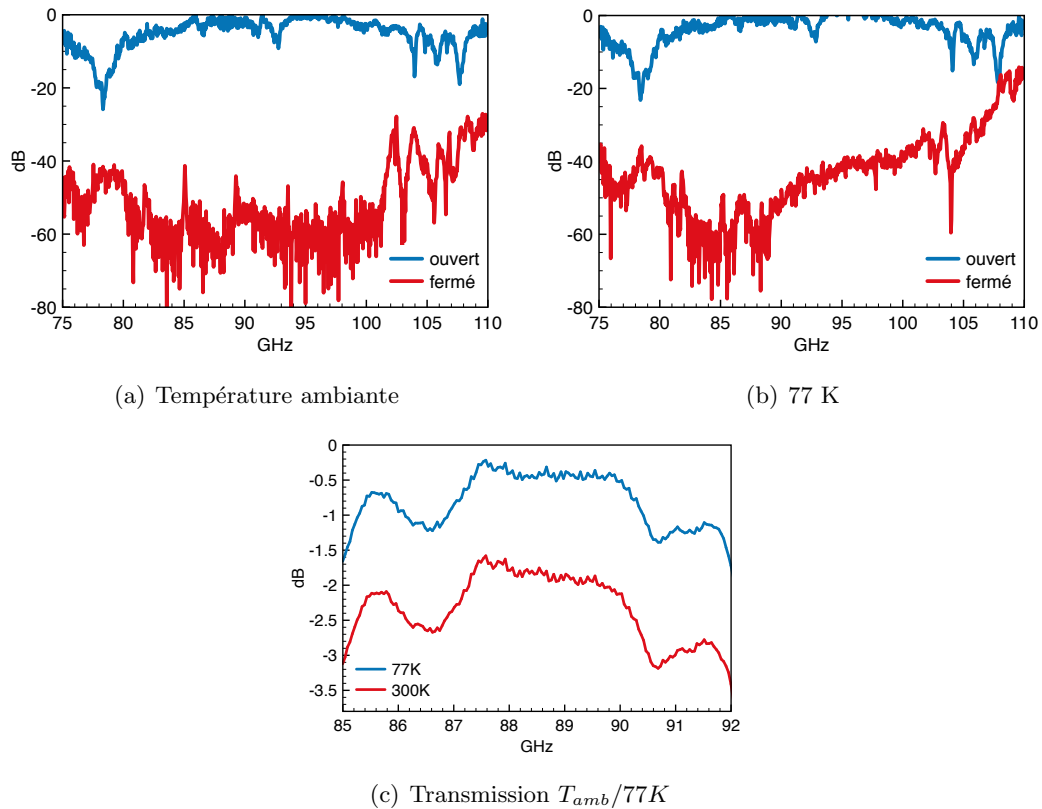 0
-20
-40
-60
-80
dB
75 80 85 90 95 100 105 110
GHz
ouvert
fermé
(a) Température ambiante
0
-20
-40
-60
-80
dB
75 80 85 90 95 100 105 110
GHz
ouvert
fermé
(b) 77 K
0
-0.5
-1
-1.5
-2
-2.5
-3
-3.5
dB
77K
300K
85 86 87 88 89 90 91 92
GHz
(c) Transmission Tamb/77K